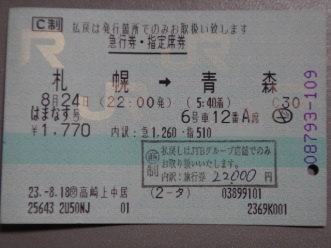 C制 払戻は発行箇所でのみお取扱い致します
急行券・指定席券
札幌 → 青森
8月24日 (22:00発) (5:40着) C30
はまなす号 6号車12番A席
¥1,770 内訳:急1,260・指510
払戻しはJTBグループ店舗でのみ
お取り扱いいたします。
内訳:旅行券 22,000円
23.-8.18 高崎上中居 (2-タ) 03899101
25643 2U50NJ 01 2369K001
08793-109